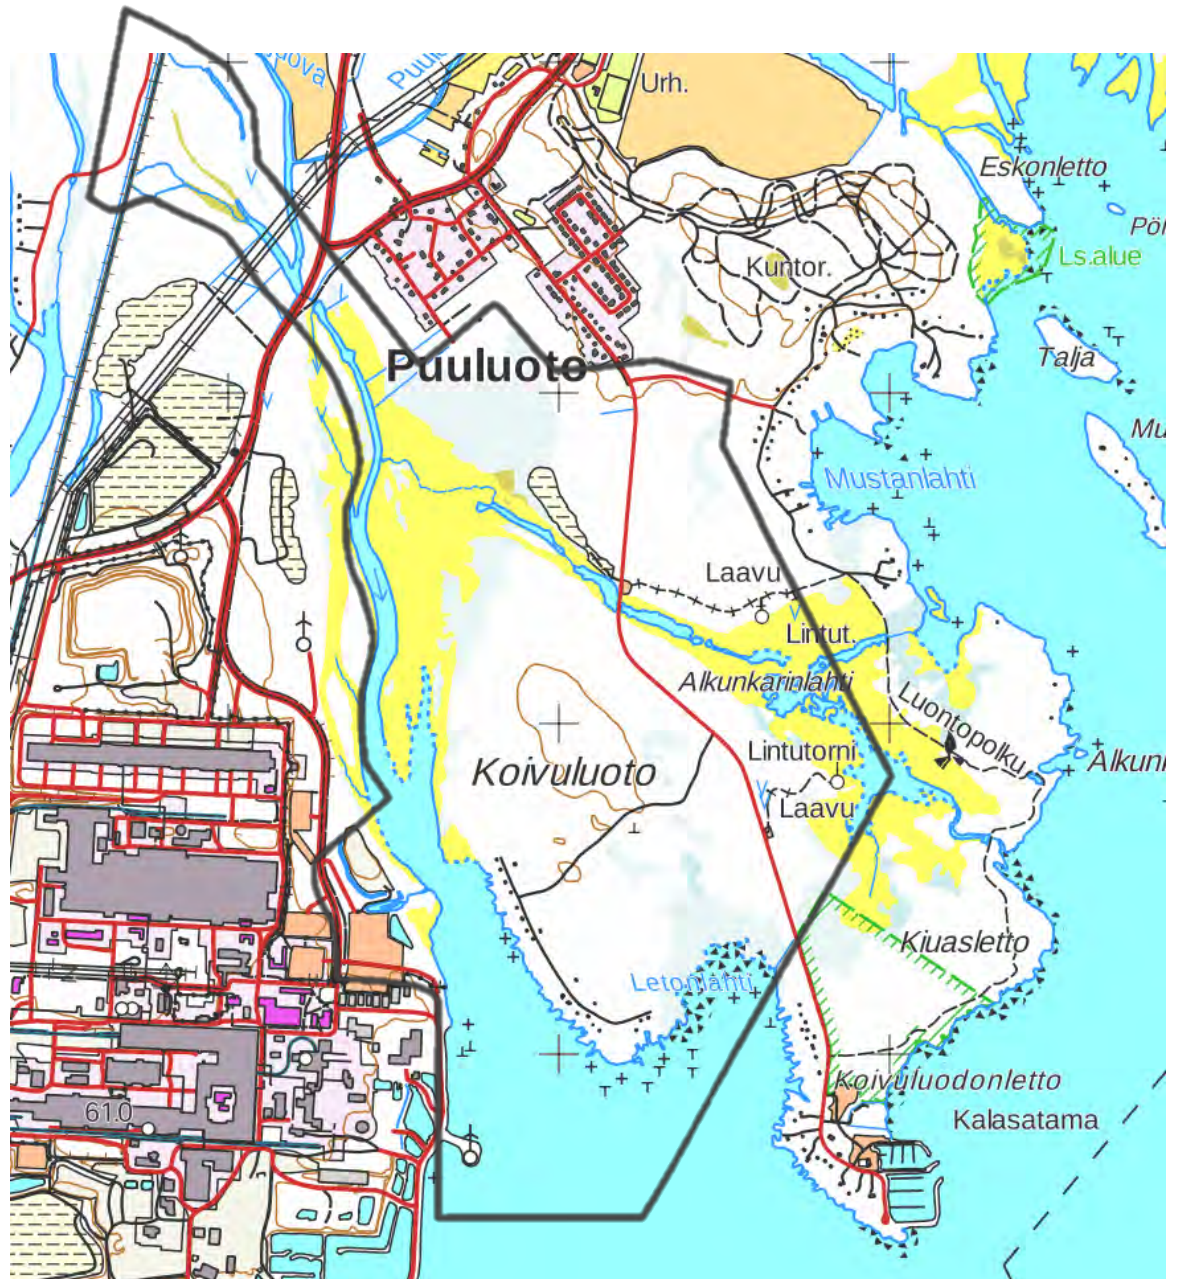 Urh.
Eskonletto
Ls.alue
Kuntor.
Talja
Puuluoto
Mustanlahti
Laavu
Lintut.
Alkunkarinlahti
Luontopolku
Lintutorni
Koivuluoto
Laavu
Kiuasletto
Letonlahti
Koivuluodonletto
Kalasatama
61.0